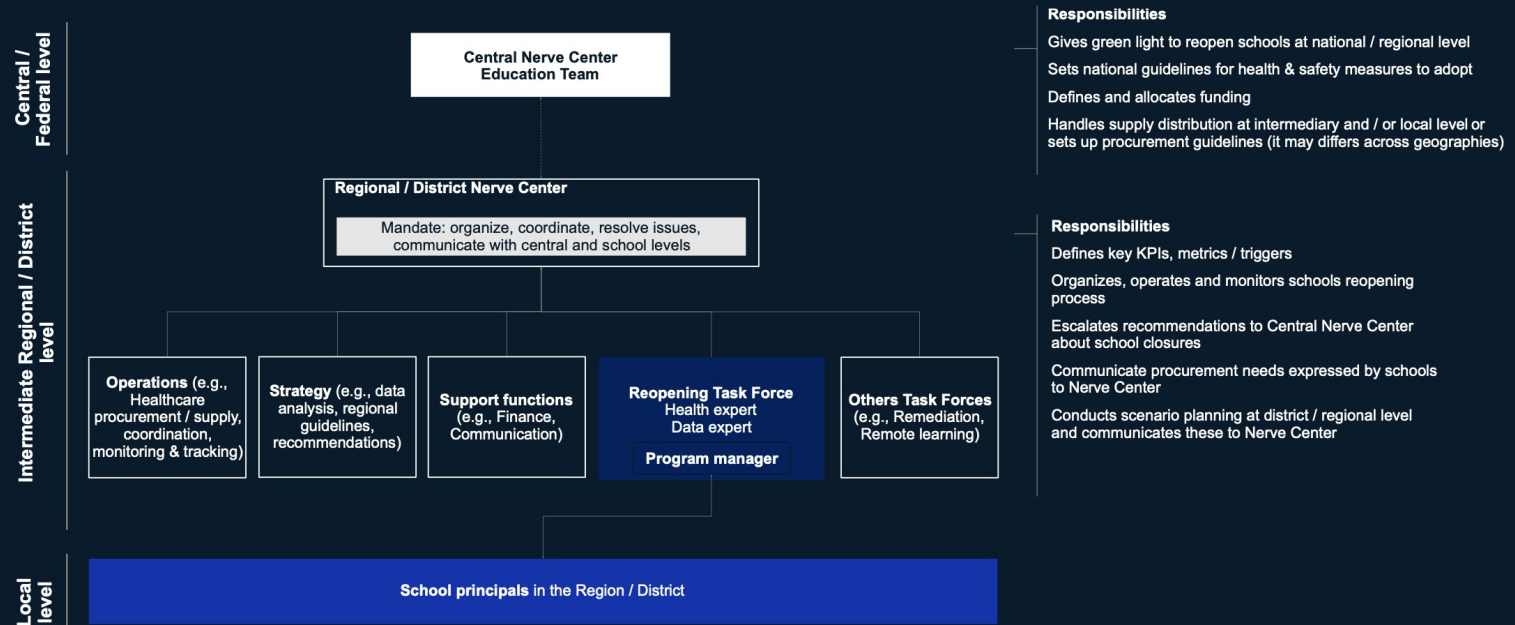 Central /
Federal level
Central Nerve Center
Education Team
Responsibilities
Gives green light to reopen schools at national / regional level
Sets national guidelines for health & safety measures to adopt
Defines and allocates funding
Handles supply distribution at intermediary and / or local level or
sets up procurement guidelines (it may differs across geographies)
Intermediate Regional / District
level
Regional / District Nerve Center
Mandate: organize, coordinate, resolve issues,
communicate with central and school levels
Operations (e.g.,
Healthcare
procurement / supply,
coordination,
monitoring & tracking)
Strategy (e.g., data
analysis, regional
guidelines,
recommendations)
Support functions
(e.g., Finance,
Communication)
Reopening Task Force
Health expert
Data expert
Program manager
Others Task Forces
(e.g., Remediation,
Remote learning)
Responsibilities
Defines key KPIs, metrics / triggers
Organizes, operates and monitors schools reopening
process
Escalates recommendations to Central Nerve Center
about school closures
Communicate procurement needs expressed by schools
to Nerve Center
Conducts scenario planning at district / regional level
and communicates these to Nerve Center
Local
level
School principals in the Region / District